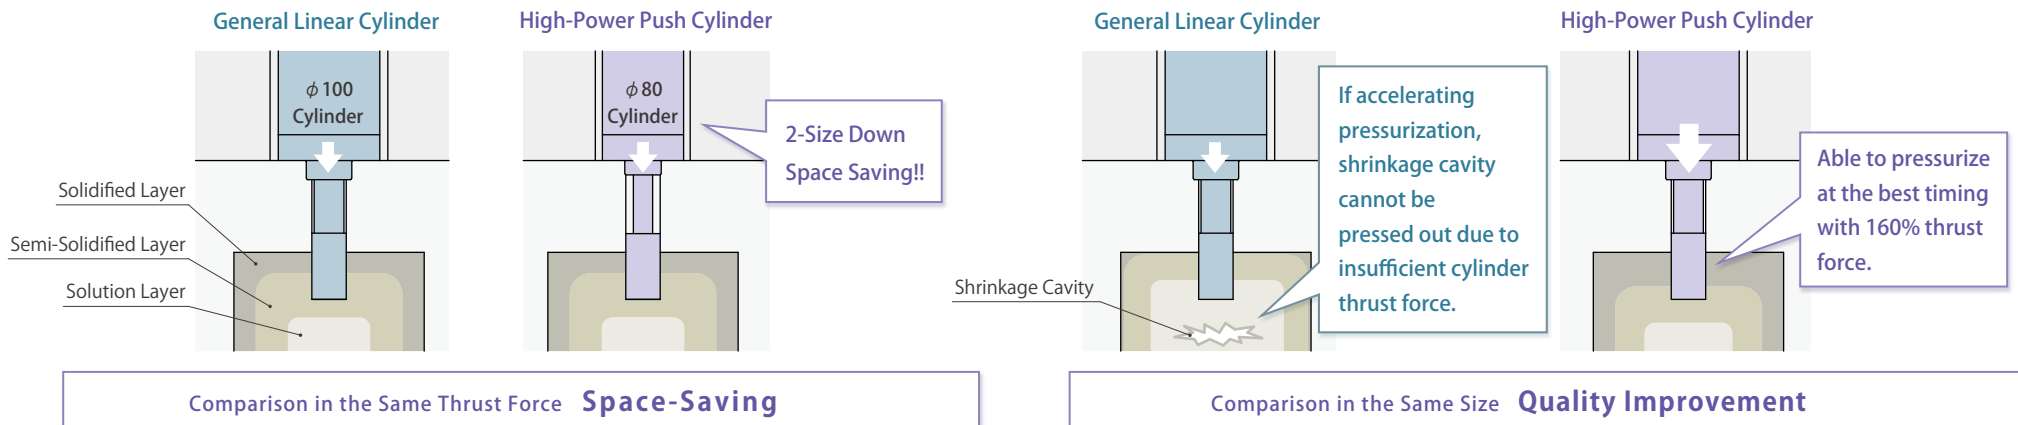 General Linear Cylinder
High-Power Push Cylinder
ϕ 100
Cylinder
ϕ 80
Cylinder
2-Size Down
Space Saving!!
Solidified Layer
Semi-Solidified Layer
Solution Layer
Comparison in the Same Thrust Force Space-Saving
General Linear Cylinder
High-Power Push Cylinder
If accelerating
pressurization,
shrinkage cavity
cannot be
pressed out due to
insufficient cylinder
thrust force.
Able to pressurize
at the best timing
with 160% thrust
force.
Shrinkage Cavity
Comparison in the Same Size Quality Improvement